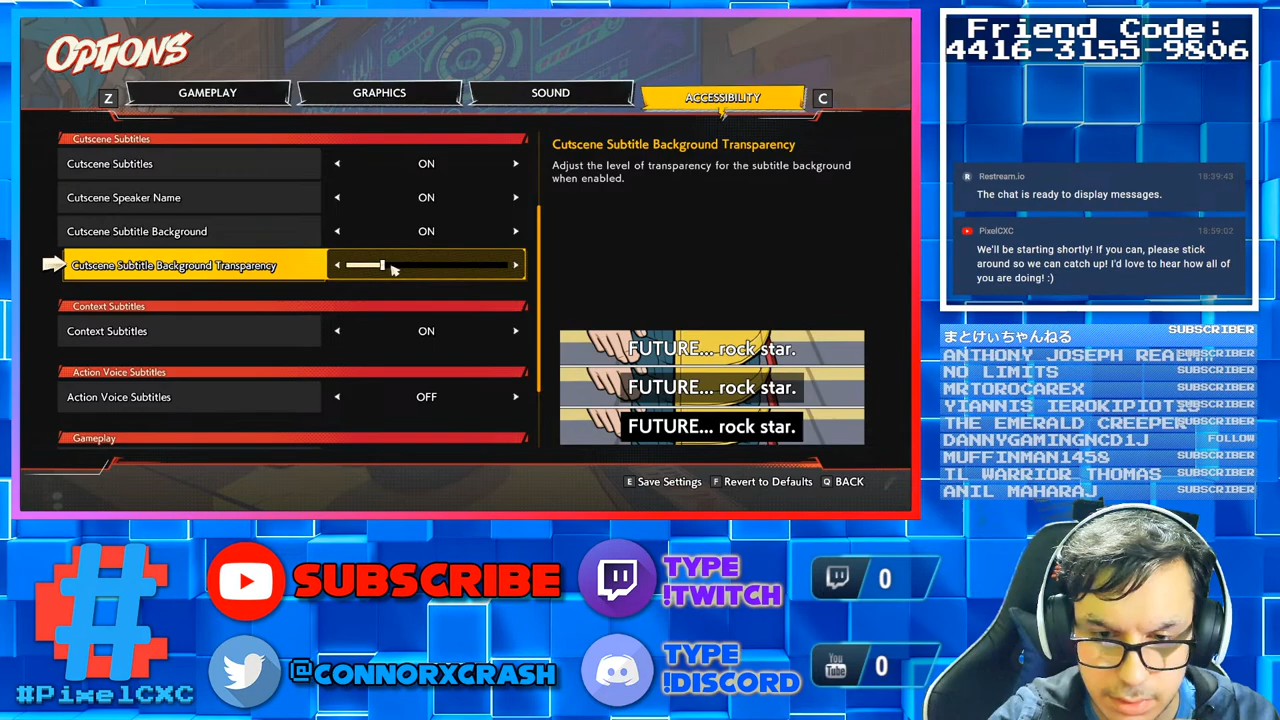 OPTIONS
Z
GAMEPLAY
GRAPHICS
SOUND
ACCESSIBILITY
C
Cutscene Subtitles
Cutscene Subtitles
ON
Cutscene Speaker Name
ON
Cutscene Subtitle Background
ON
Cutscene Subtitle Background Transparency
Context Subtitles
Context Subtitles
ON
Action Voice Subtitles
Action Voice Subtitles
OFF
Gameplay
Cutscene Subtitle Background Transparency
Adjust the level of transparency for the subtitle background
when enabled.
FUTURE... rock star.
FUTURE... rock star.
FUTURE... rock star.
E Save Settings
F Revert to Defaults
Q BACK
Friend Code:
4416-3155-9806
R Restream.io 18:39:43
The chat is ready to display messages.
PixelCXC 18:59:02
We'll be starting shortly! If you can, please stick
around so we can catch up! I'd love to hear how all of
you are doing! :)
まとけぃちゃんねる SUBSCRIBER
ANTHONY JOSEPH SUBSCRIBER
NO LIMITS SUBSCRIBER
MRTOROCAREX SUBSCRIBER
YIANNIS IEROKIPIOTIS SUBSCRIBER
THE EMERALD CREEPER SUBSCRIBER
DANNYGAMINGNCD1J FOLLOW
MUFFINMAN1458 SUBSCRIBER
TL WARRIOR THOMAS SUBSCRIBER
ANIL MAHARAJ SUBSCRIBER
#
#PixelCXC
SUBSCRIBE
@CONNORXCRASH
TYPE
!TWITCH
TYPE
!DISCORD
0
You
Tube
0